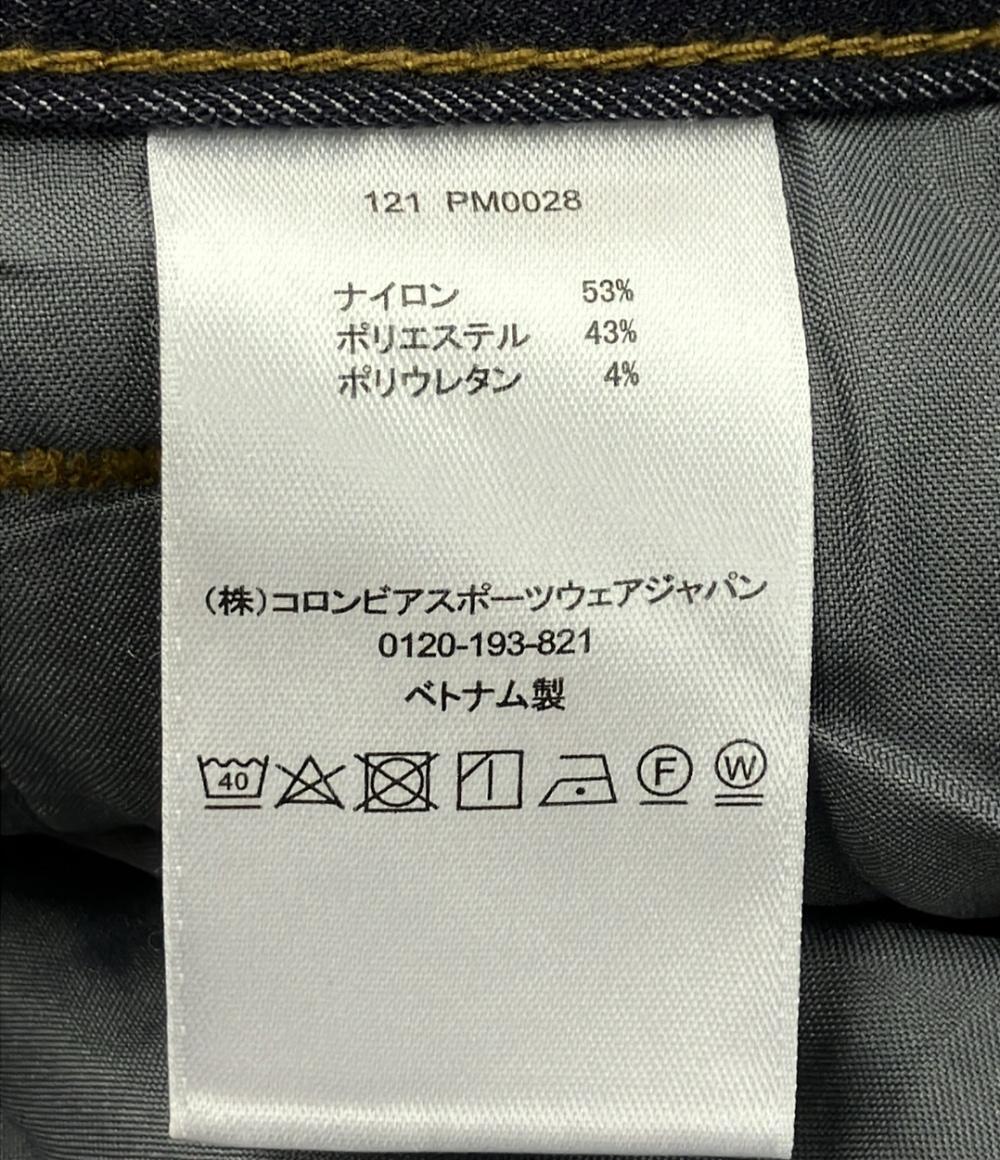 121 PM0028
ナイロン 53%
ポリエステル 43%
ポリウレタン 4%
(株)コロンビアスポーツウェアジャパン
0120-193-821
ベトナム製
40 F W